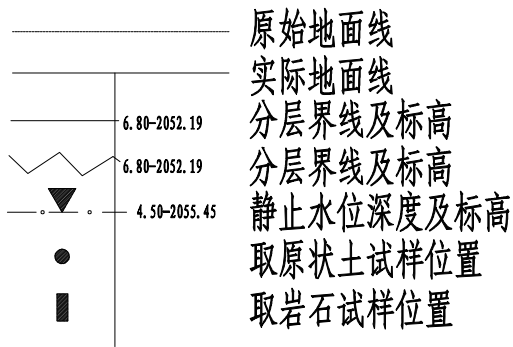 原始地面线
实际地面线
6.80-2052.19 分层界线及标高
6.80-2052.19 分层界线及标高
4.50-2055.45 静止水位深度及标高
取原状土试样位置
取岩石试样位置